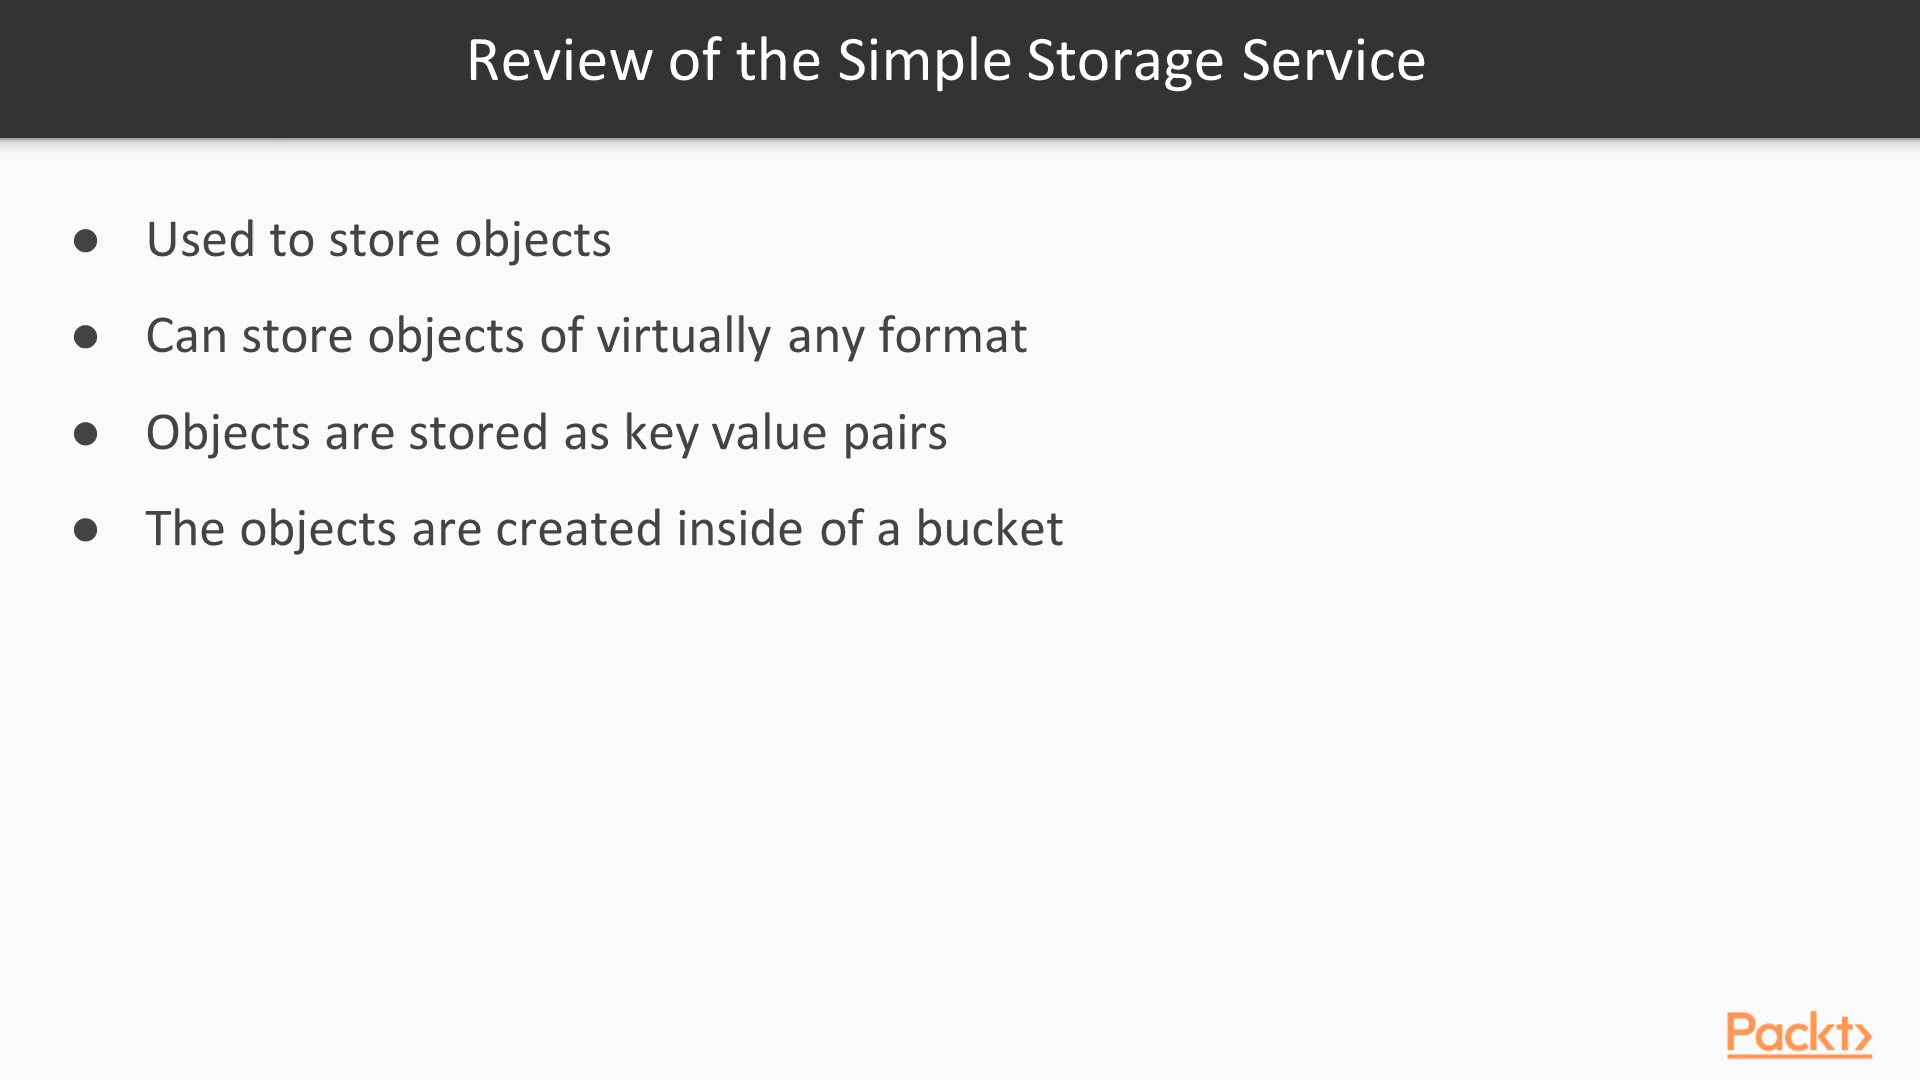 Review of the Simple Storage Service
● Used to store objects
● Can store objects of virtually any format
● Objects are stored as key value pairs
● The objects are created inside of a bucket
Packt>